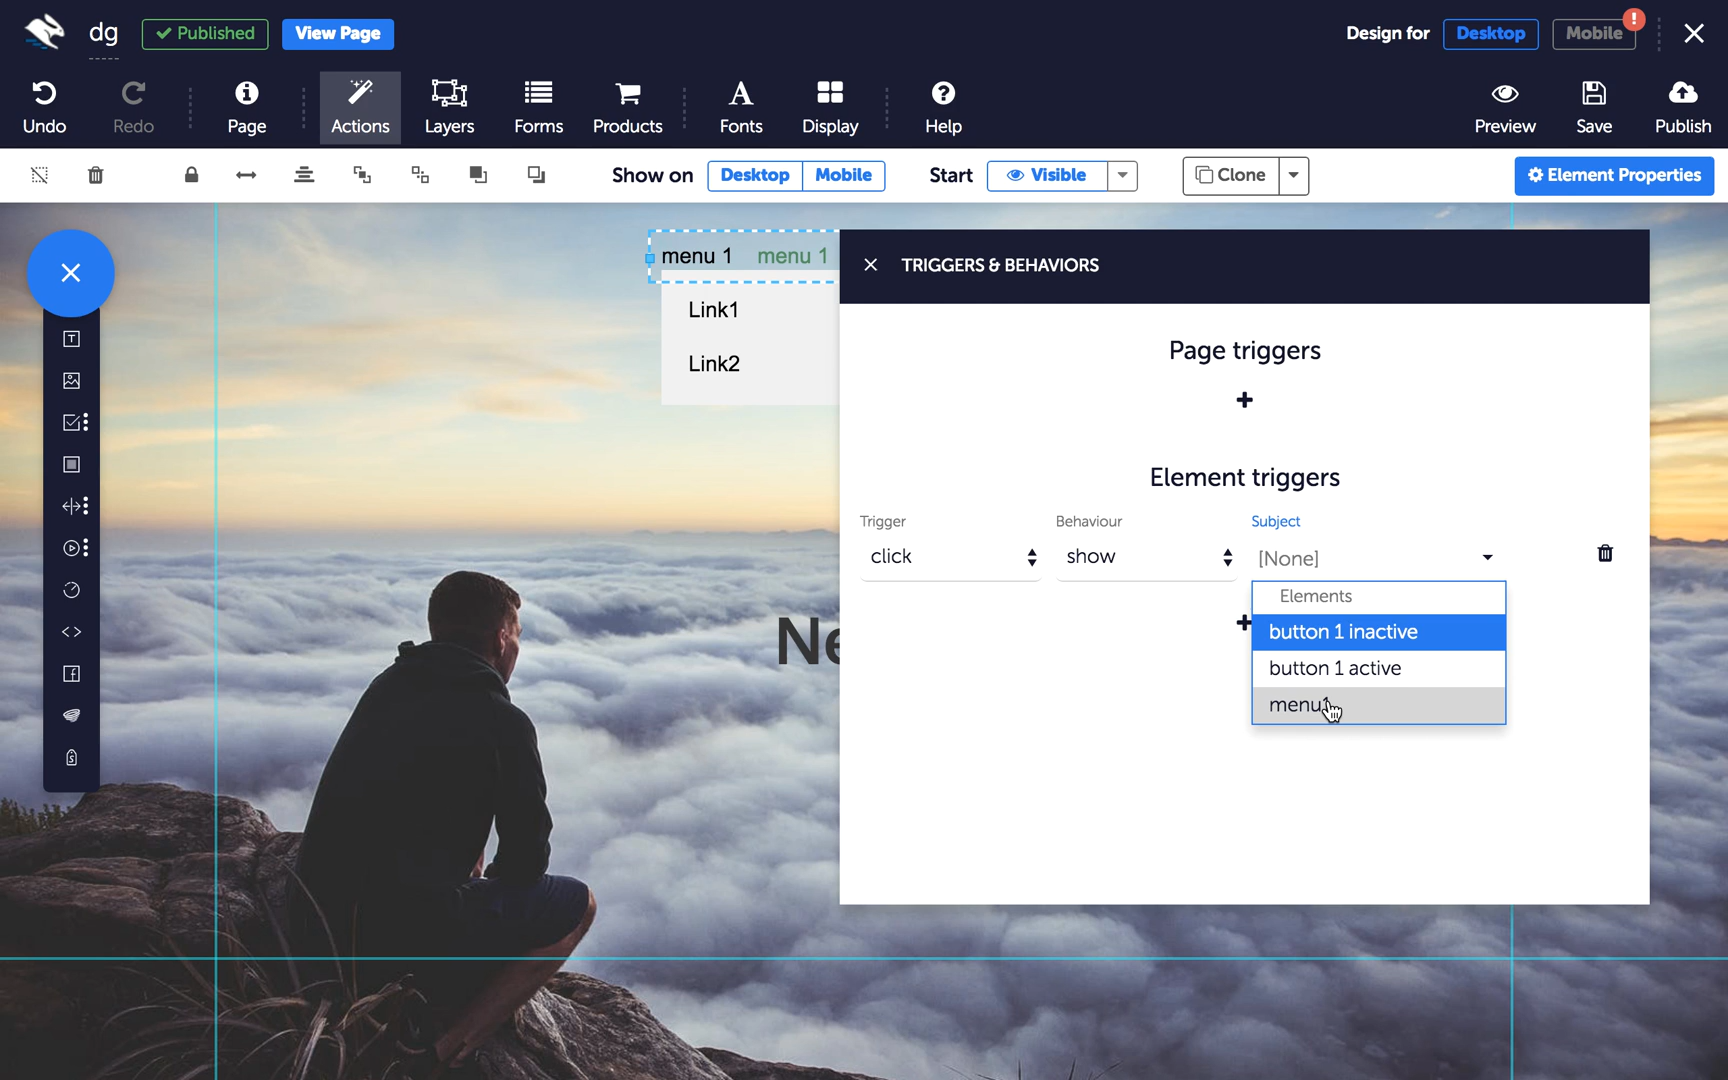 dg
Published
View Page
Design for
Desktop
Mobile
!
Undo
Redo
Page
Actions
Layers
Forms
Products
Fonts
Display
Help
Preview
Save
Publish
Show on
Desktop
Mobile
Start
Visible
Clone
Element Properties
menu 1 menu 1
Link1
Link2
TRIGGERS & BEHAVIORS
Page triggers
Element triggers
Trigger
Behaviour
Subject
click
show
[None]
Elements
button 1 inactive
button 1 active
menu1
Ne